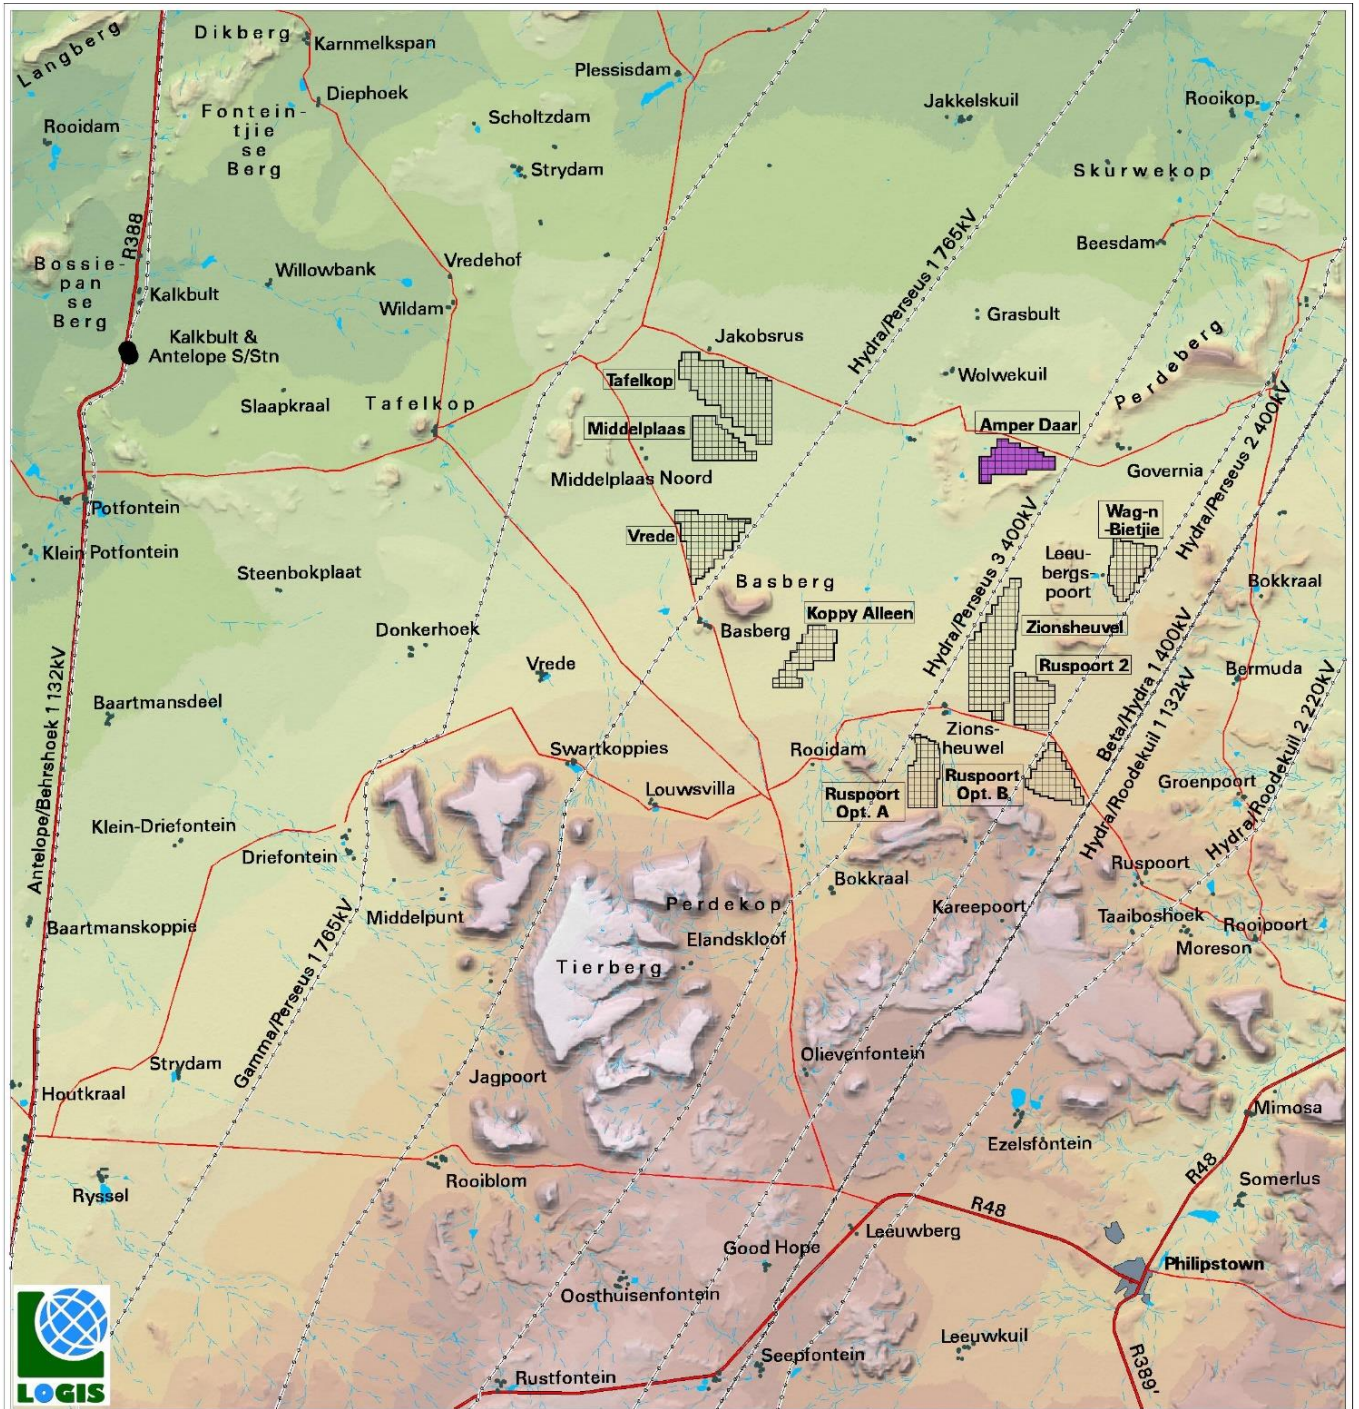 Langberg
Dikberg
Karnmelkspan
Plessisdam
Diephoek
Jakkelskuil
Rooikop
Fontein-
tjie
se
Berg
Rooidam
Scholtzdam
Strydam
Skurwekop
R388
Bossie-
pan
se
Berg
Willowbank
Vredehof
Beesdam
Hydra/Perseus 1 765kV
Kalkbult
Wildam
Grasbult
Kalkbult &
Antelope S/Stn
Jakobsrus
Perdeberg
Tafelkop
Wolwekuil
Slaapkraal
Tafelkop
Middelplaas
Amper Daar
Hydra/Perseus 2 400kV
Middelplaas Noord
Governia
Potfontein
Wag-n
-Bietjie
Vrede
Hydra/Perseus 3 400kV
Klein Potfontein
Leeu-
bergs-
poort
Steenbokplaat
Basberg
Bokkraal
Koppy Alleen
Donkerhoek
Basberg
Zionsheuvel
Vrede
Ruspoort 2
Bermuda
Antelope/Behrshoek 1 132kV
Baartmansdeel
Beta/Hydra 1 400kV
Hydra/Roodekuil 1 132kV
Hydra/Roodekuil 2 220kV
Swartkoppies
Rooidam
Zions-
heuwel
Louwsvilla
Ruspoort
Opt. A
Ruspoort
Opt. B
Groenpoort
Klein-Driefontein
Driefontein
Ruspoort
Bokkraal
Middelpunt
Perdekop
Kareepoort
Taaiboshoek
Rooipoort
Baartmanskoppie
Elandskloof
Moreson
Gamma/Perseus 1 765kV
Tierberg
Olievenfontein
Strydam
Jagpoort
Houtkraal
Mimosa
Ezelsfontein
Rooiblom
R48
Somerlus
Ryssel
R48
Leeuwberg
Good Hope
Philipstown
Oosthuisenfontein
Leeuwkuil
Seepfontein
Rustfontein
R389
LOGIS